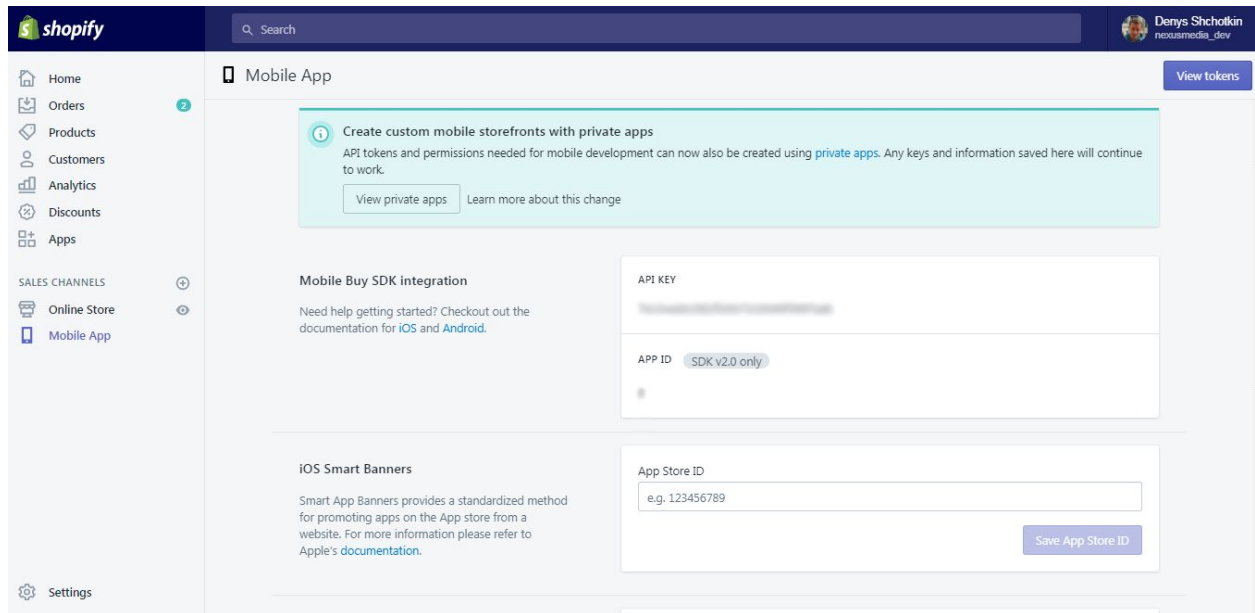 shopify
Search
Denys Shchotkin
nexusmedia_dev
Home
Orders
2
Products
Customers
Analytics
Discounts
Apps
SALES CHANNELS
Online Store
Mobile App
Settings
Mobile App
View tokens
Create custom mobile storefronts with private apps
API tokens and permissions needed for mobile development can now also be created using private apps. Any keys and information saved here will continue
to work.
View private apps
Learn more about this change
Mobile Buy SDK integration
Need help getting started? Checkout out the
documentation for iOS and Android.
API KEY
APP ID
SDK v2.0 only
iOS Smart Banners
Smart App Banners provides a standardized method
for promoting apps on the App store from a
website. For more information please refer to
Apple's documentation.
App Store ID
e.g. 123456789
Save App Store ID